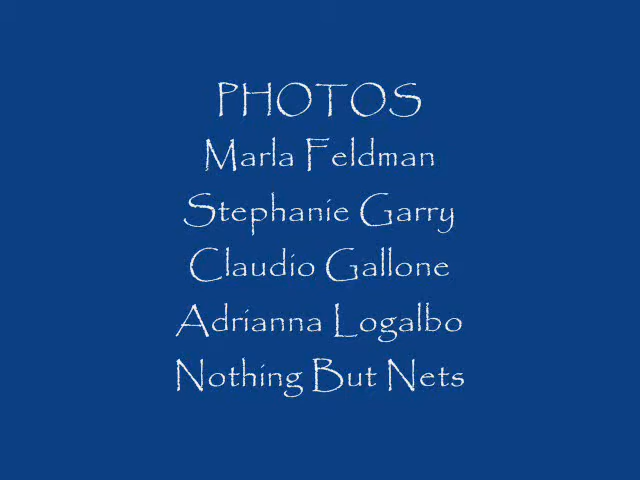 PHOTOS
Marla Feldman
Stephanie Garry
Claudio Gallone
Adrianna Logalbo
Nothing But Nets